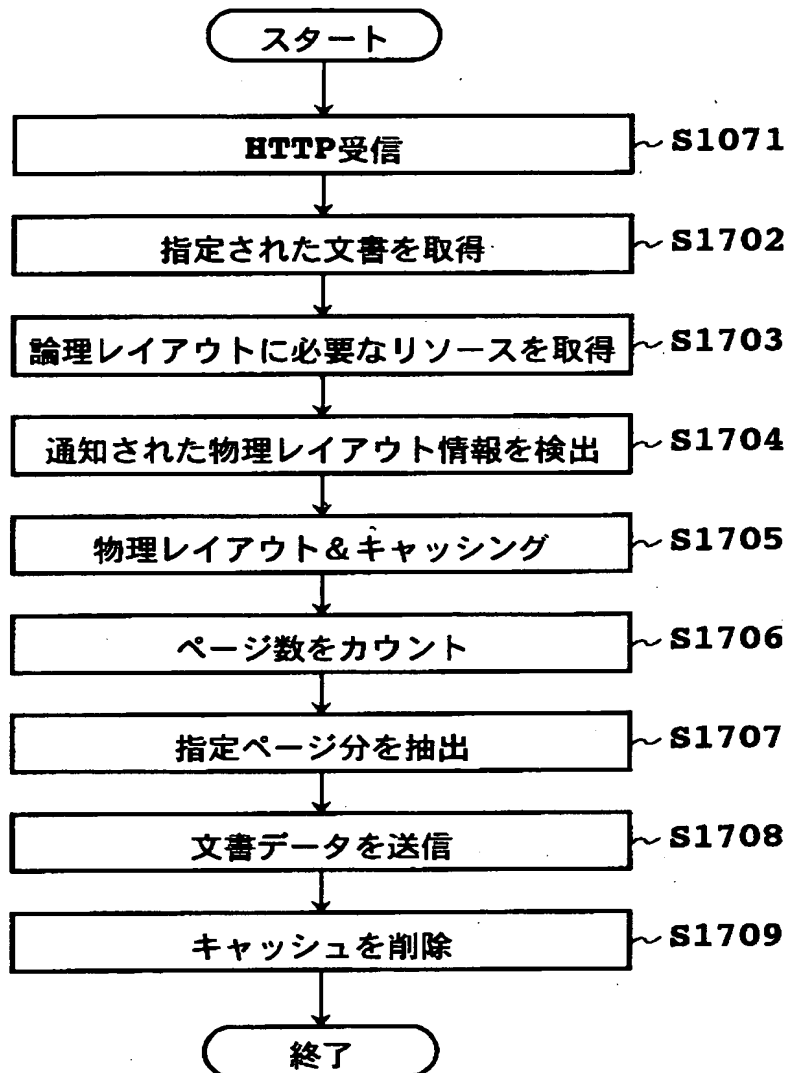 スタート
HTTP受信 S1071
指定された文書を取得 S1702
論理レイアウトに必要なリソースを取得 S1703
通知された物理レイアウト情報を検出 S1704
物理レイアウト&キャッシング S1705
ページ数をカウント S1706
指定ページ分を抽出 S1707
文書データを送信 S1708
キャッシュを削除 S1709
終了